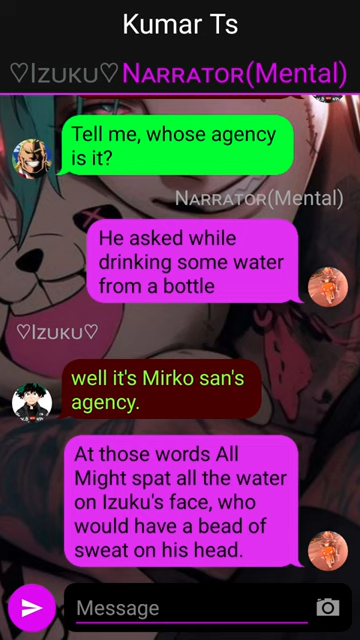 Kumar Ts
♡Izuku♡ Narrator(Mental)
Tell me, whose agency
is it?
Narrator(Mental)
He asked while
drinking some water
from a bottle
♡Izuku♡
well it's Mirko san's
agency.
At those words All
Might spat all the water
on Izuku's face, who
would have a bead of
sweat on his head.
Message